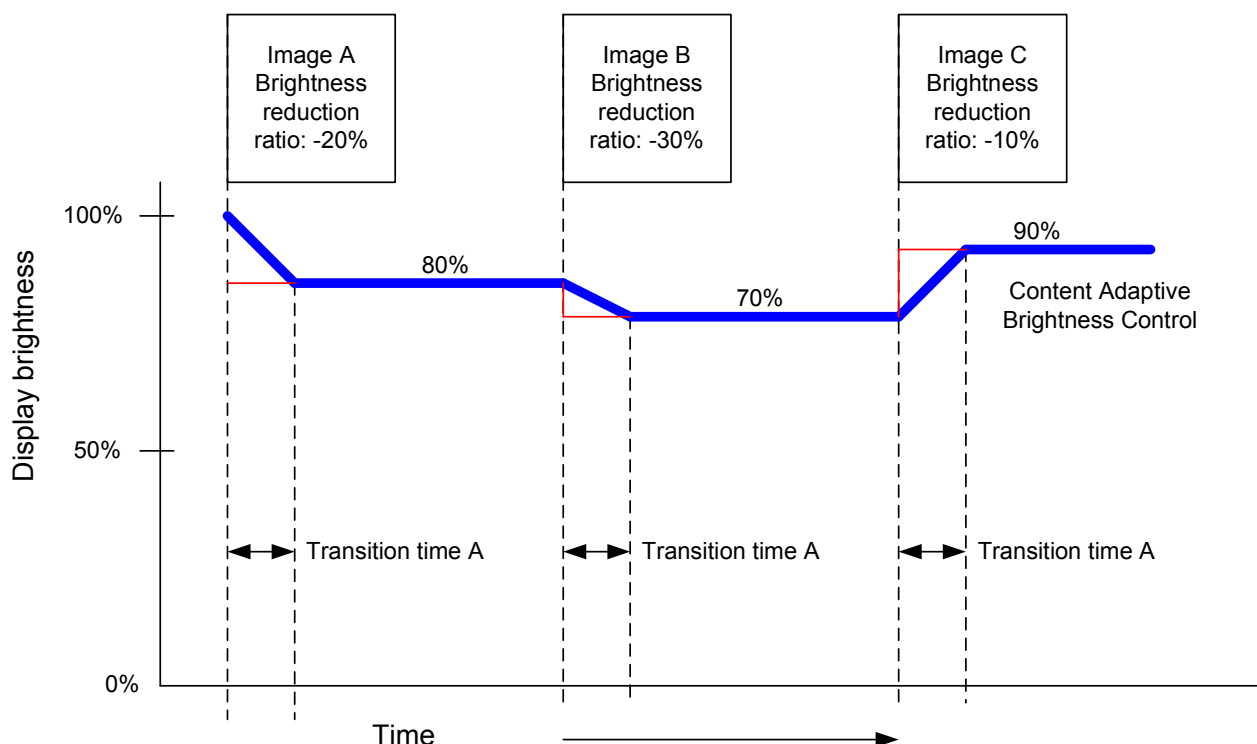 Image A
Brightness
reduction
ratio: -20%
Image B
Brightness
reduction
ratio: -30%
Image C
Brightness
reduction
ratio: -10%
100%
80%
70%
90%
Content Adaptive
Brightness Control
Display brightness
50%
Transition time A
Transition time A
Transition time A
0%
Time